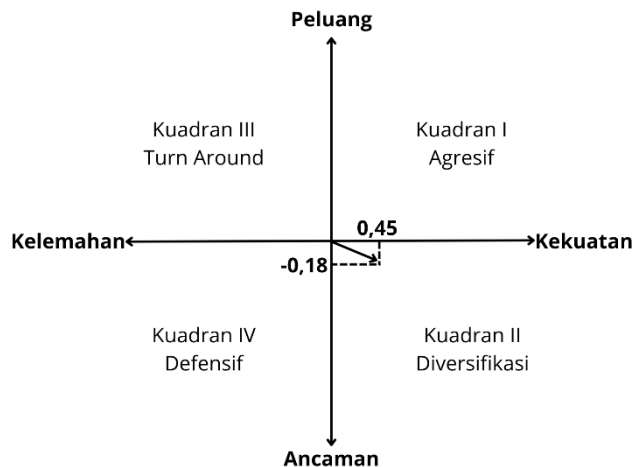 Peluang
Kuadran III
Turn Around
Kuadran I
Agresif
Kelemahan
0,45
Kekuatan
-0,18
Kuadran IV
Defensif
Kuadran II
Diversifikasi
Ancaman